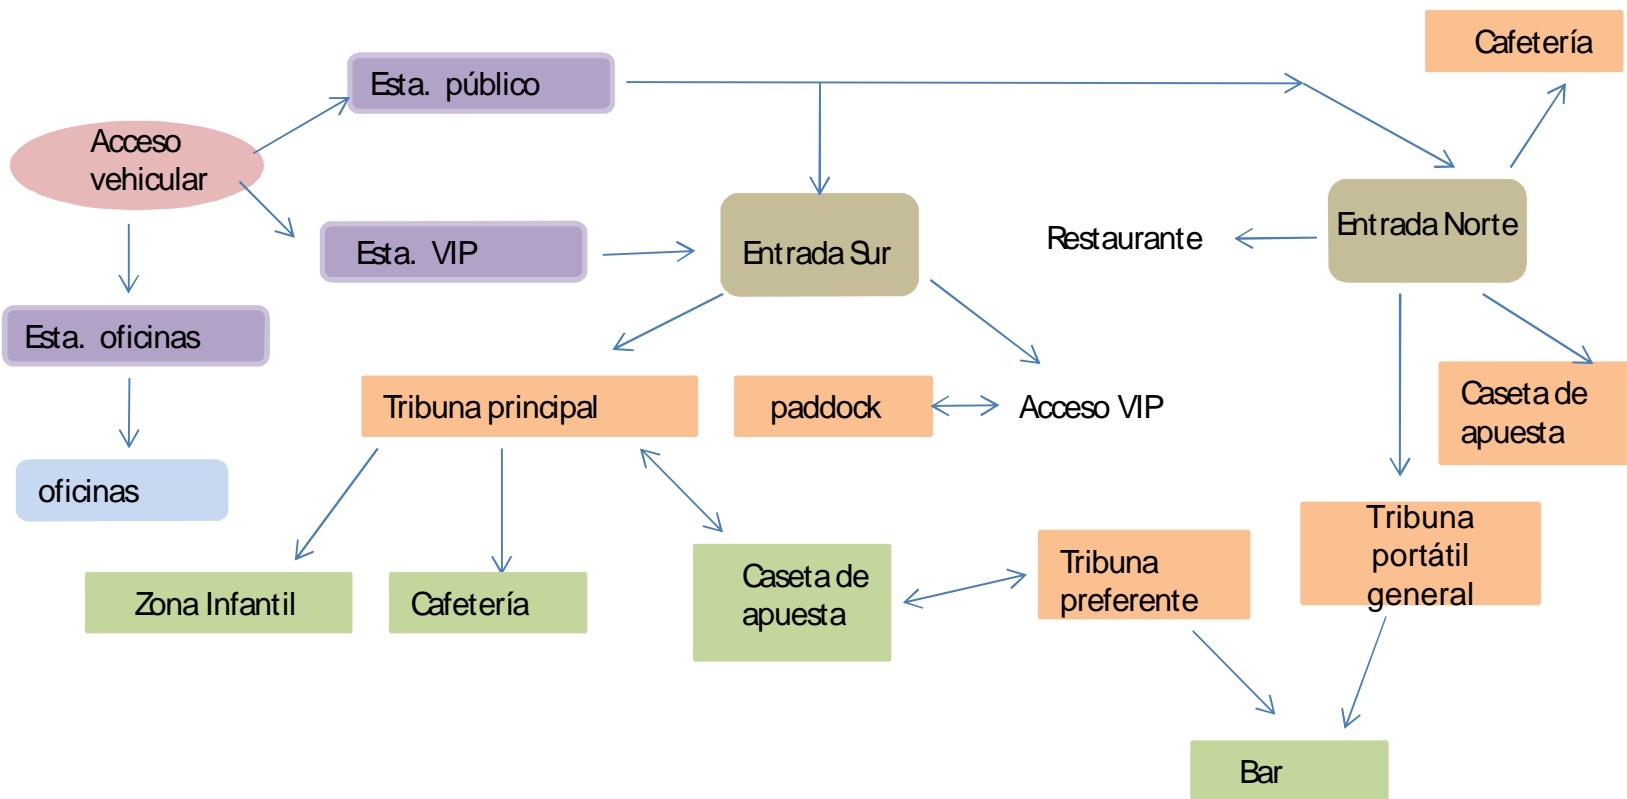 Cafetería
Esta. público
Acceso
vehicular
Entrada Norte
Restaurante
Entrada Sur
Esta. VIP
Esta. oficinas
Tribuna principal
paddock
Acceso VIP
Caseta de
apuesta
oficinas
Tribuna
portátil
general
Zona Infantil
Cafetería
Caseta de
apuesta
Tribuna
preferente
Bar